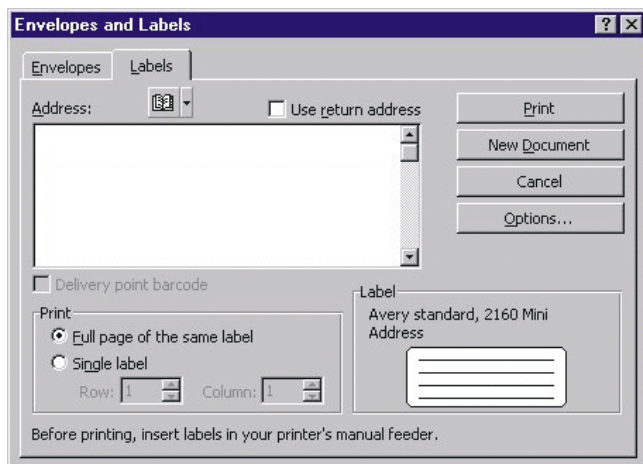 Envelopes and Labels
Envelopes
Labels
Address:
Use return address
Print
New Document
Cancel
Options...
Delivery point barcode
Print
Full page of the same label
Single label
Row: 1
Column: 1
Label
Avery standard, 2160 Mini
Address
Before printing, insert labels in your printer's manual feeder.